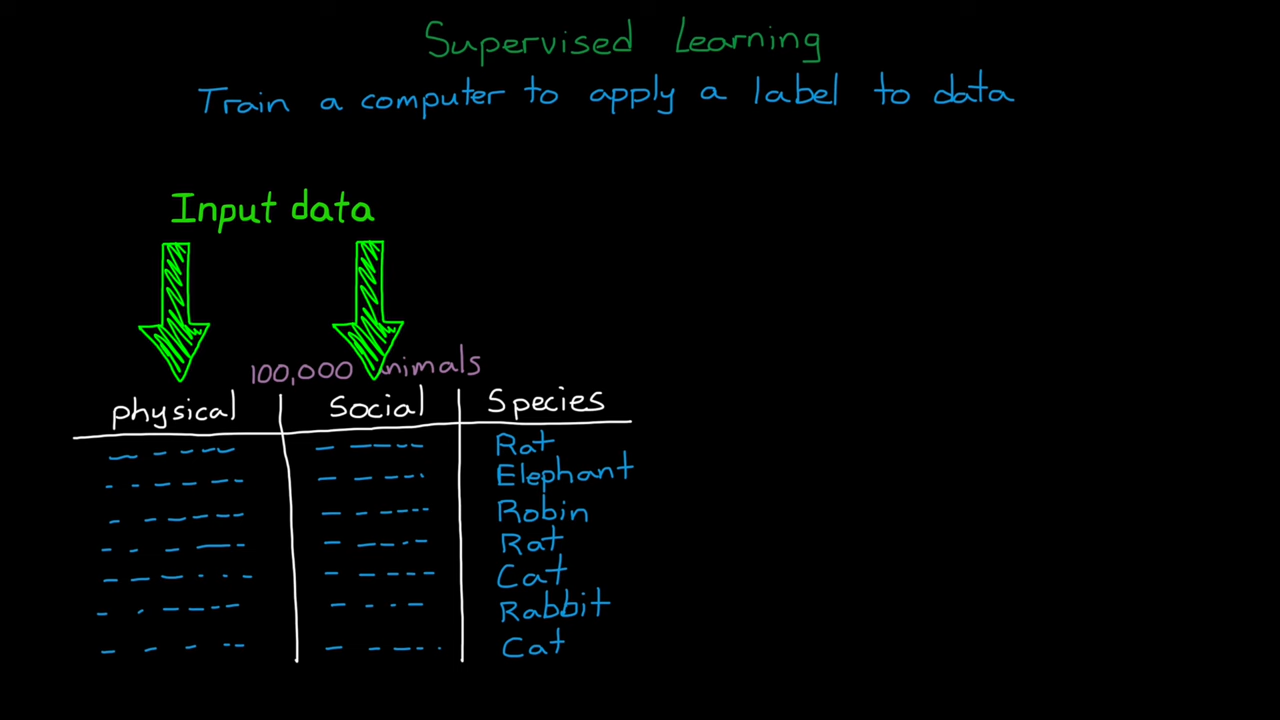 Supervised Learning
Train a computer to apply a label to data
Input data
100,000 Animals
physical Social Species
Rat
Elephant
Robin
Rat
Cat
Rabbit
Cat